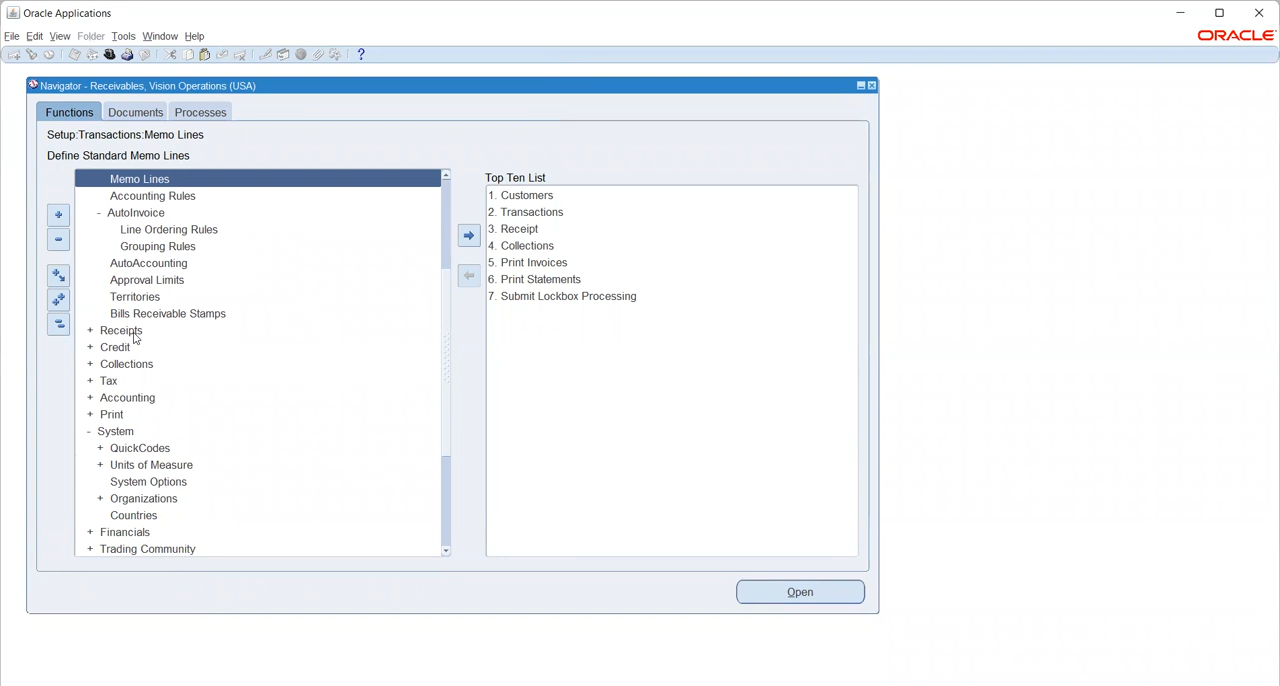 Oracle Applications
File Edit View Folder Tools Window Help
ORACLE
?
Navigator - Receivables, Vision Operations (USA)
Functions Documents Processes
Setup:Transactions:Memo Lines
Define Standard Memo Lines
Memo Lines
Accounting Rules
- AutoInvoice
Line Ordering Rules
Grouping Rules
AutoAccounting
Approval Limits
Territories
Bills Receivable Stamps
+ Receipts
+ Credit
+ Collections
+ Tax
+ Accounting
+ Print
- System
+ QuickCodes
+ Units of Measure
System Options
+ Organizations
Countries
+ Financials
+ Trading Community
Top Ten List
1. Customers
2. Transactions
3. Receipt
4. Collections
5. Print Invoices
6. Print Statements
7. Submit Lockbox Processing
Open